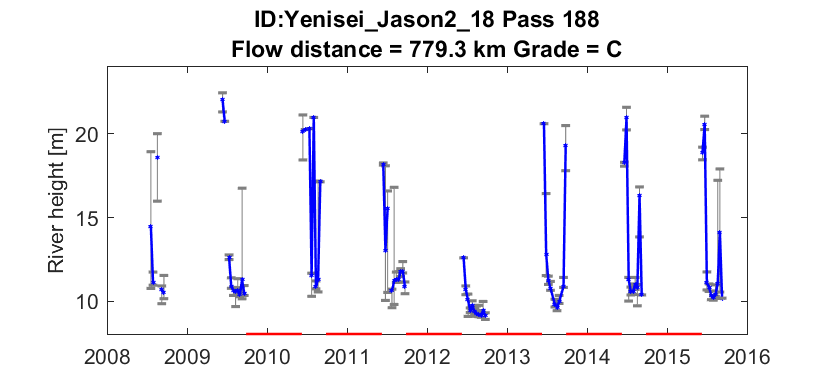 ID:Yenisei_Jason2_18 Pass 188
Flow distance = 779.3 km Grade = C
River height [m]
20
15
10
2008 2009 2010 2011 2012 2013 2014 2015 2016